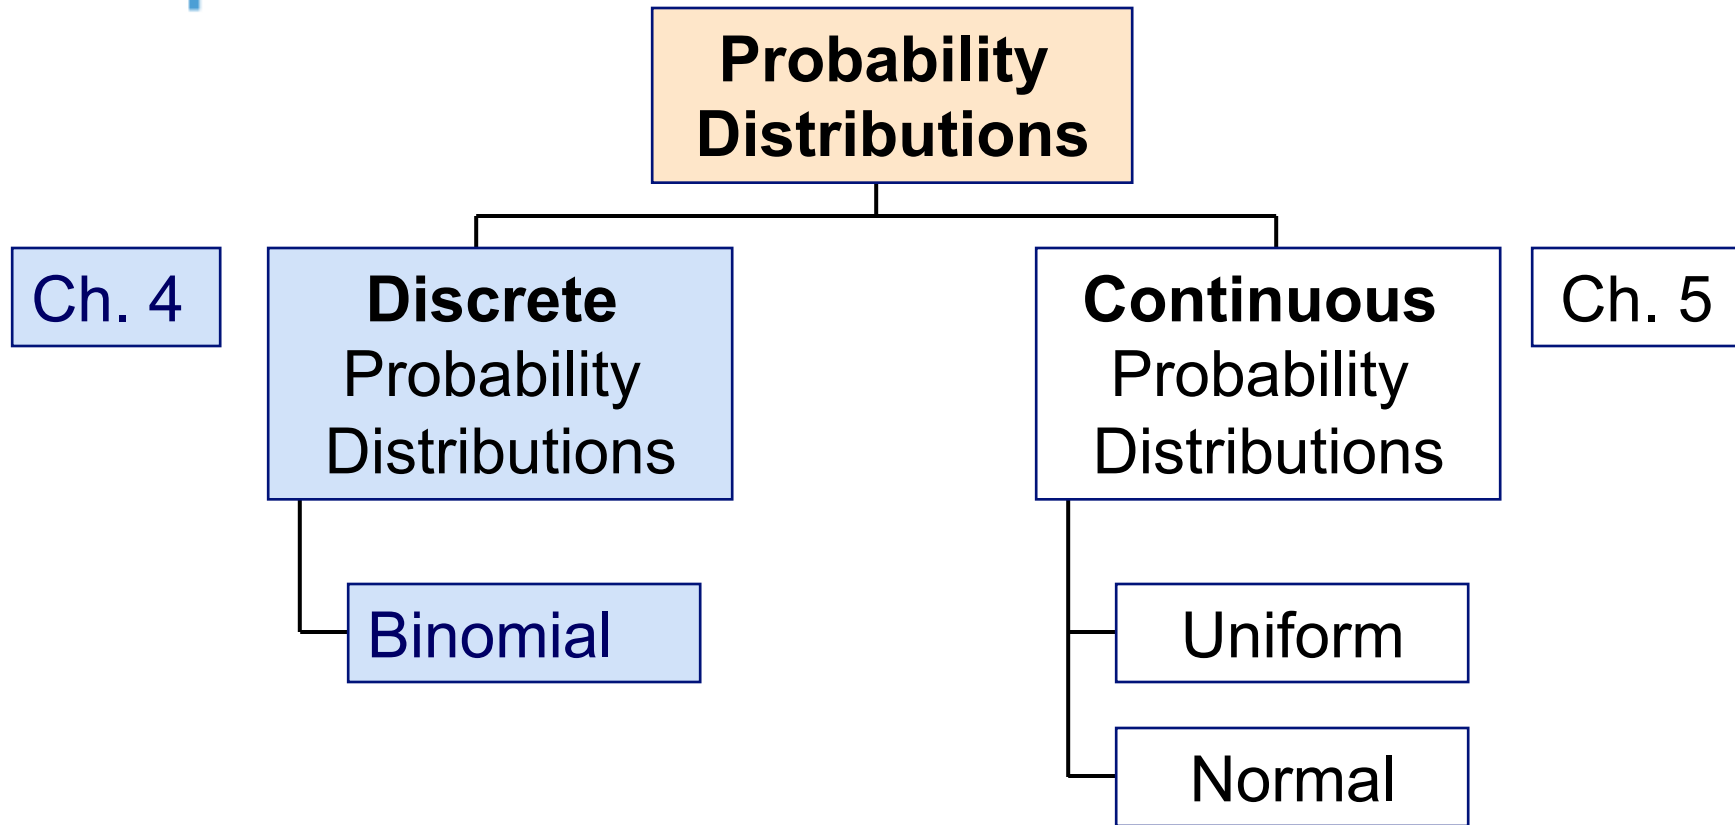 Probability
Distributions
Ch. 4
Discrete
Probability
Distributions
Continuous
Probability
Distributions
Ch. 5
Binomial
Uniform
Normal